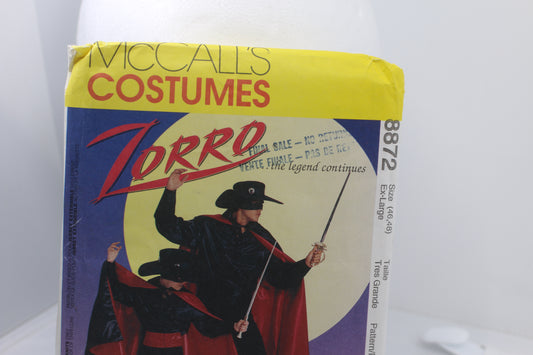 McCALL'S
COSTUMES
ZORRO
FINAL SALE – NO RETURN
VENTE FINALE – PAS DE RE
the legend continues
8872
Size (46,48)
Ex-Large
Taille
Tres Grande